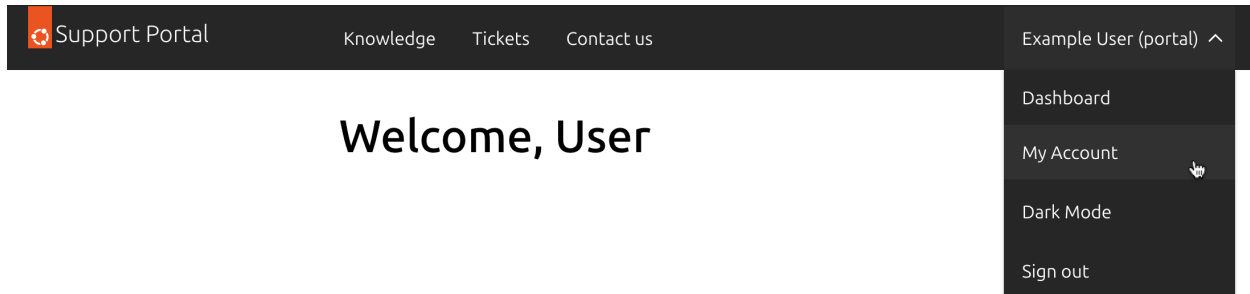 Support Portal
Knowledge Tickets Contact us
Example User (portal)
Dashboard
Welcome, User
My Account
Dark Mode
Sign out